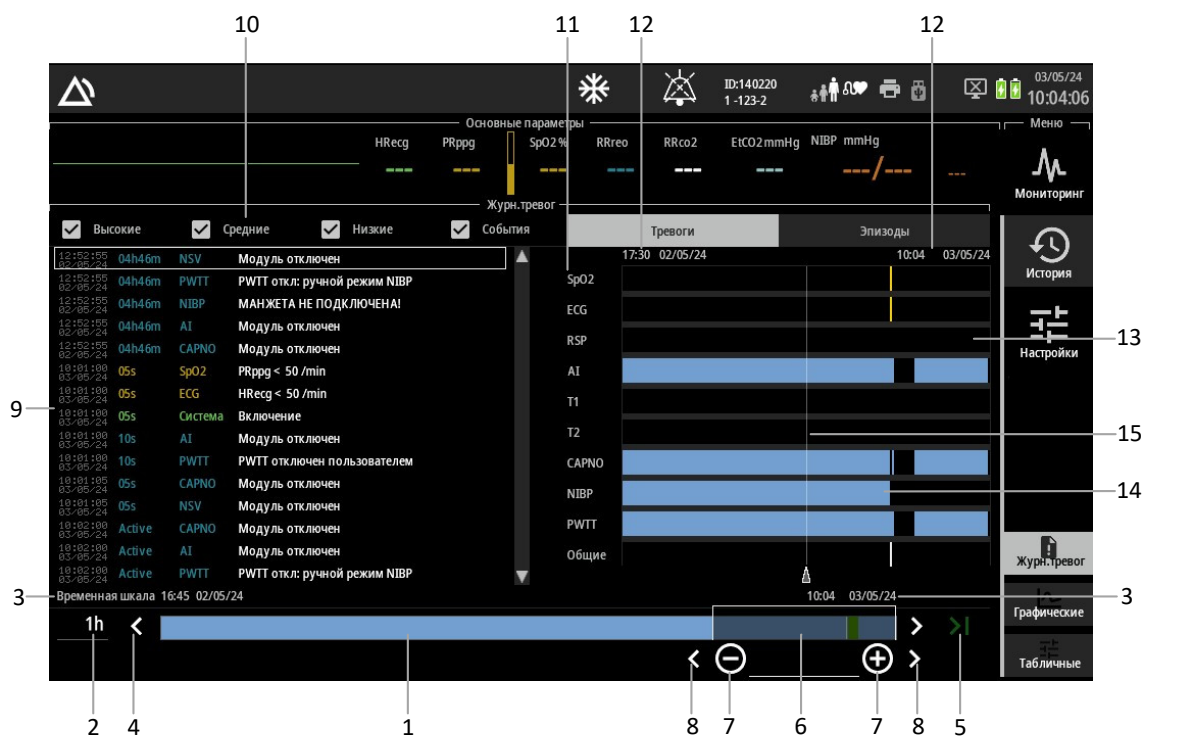 10 11 12 12
ID:140220
1 -123-2
03/05/24
10:04:06
Основные параметры
Меню
HRecg PRppg SpO2% RRreo RRco2 EtCO2mmHg NIBP mmHg
--- --- --- --- --- --- ---/--- ---
Мониторинг
Журн.тревог
Высокие Средние Низкие События Тревоги Эпизоды
17:30 02/05/24 10:04 03/05/24
12:52:55
02/05/24 04h46m NSV Модуль отключен
12:52:55
02/05/24 04h46m PWTT PWTT откл: ручной режим NIBP
12:52:55
02/05/24 04h46m NIBP МАНЖЕТА НЕ ПОДКЛЮЧЕНА!
12:52:55
02/05/24 04h46m AI Модуль отключен
12:52:55
02/05/24 04h46m CAPNO Модуль отключен
10:01:00
03/05/24 05s SpO2 PRppg < 50 /min
10:01:00
03/05/24 05s ECG HRecg < 50 /min
10:01:00
03/05/24 05s Система Включение
10:01:00
03/05/24 10s AI Модуль отключен
10:01:00
03/05/24 10s PWTT PWTT отключен пользователем
10:01:05
03/05/24 05s CAPNO Модуль отключен
10:01:05
03/05/24 05s NSV Модуль отключен
10:02:00
03/05/24 Active CAPNO Модуль отключен
10:02:00
03/05/24 Active AI Модуль отключен
10:02:00
03/05/24 Active PWTT PWTT откл: ручной режим NIBP
SpO2
ECG
RSP
AI
T1
T2
CAPNO
NIBP
PWTT
Общие
История
Настройки
Журн.тревог
Графические
Табличные
13
15
14
9
3 Временная шкала 16:45 02/05/24 10:04 03/05/24 3
1h
2 4 1 8 7 6 7 8 5